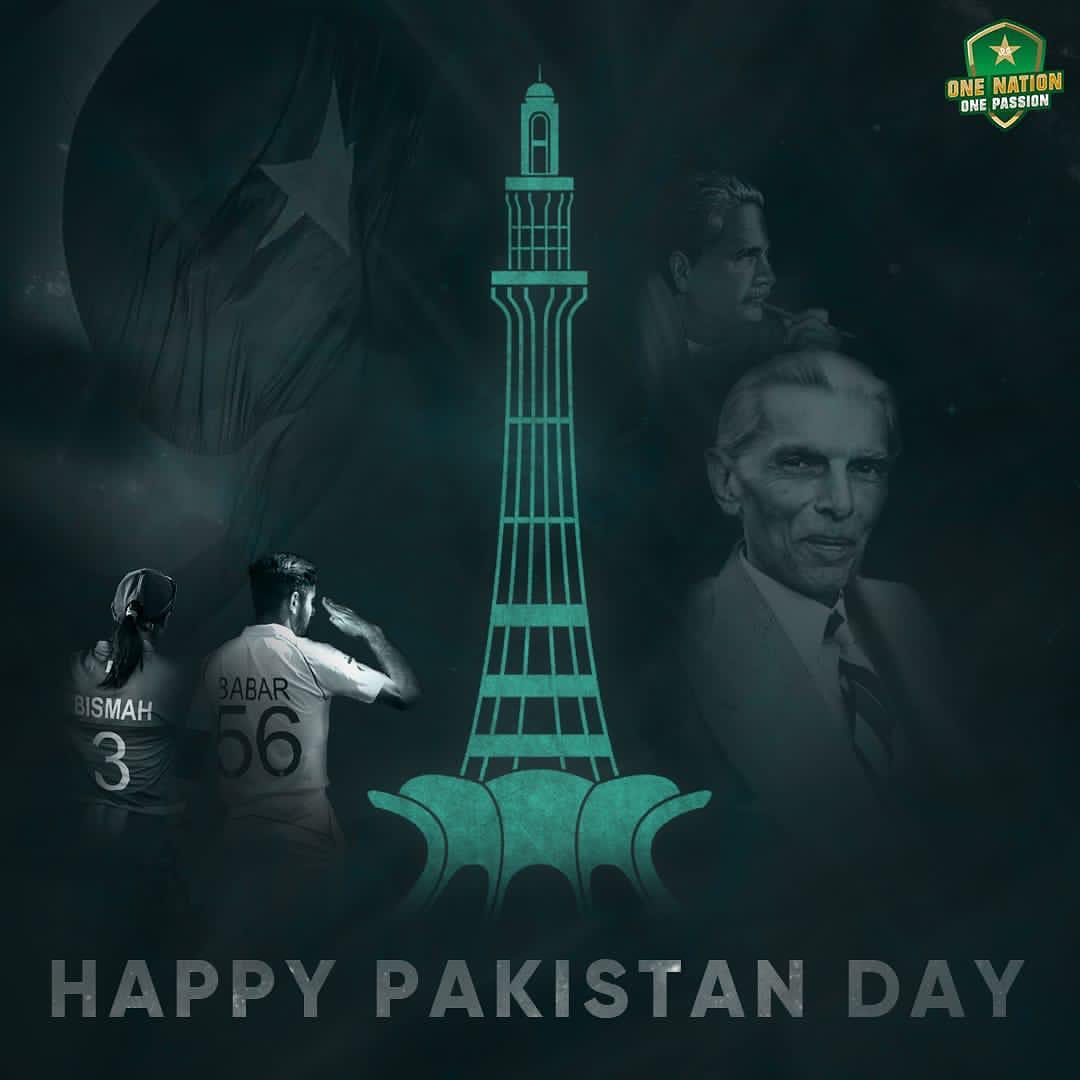 ONE NATION
ONE PASSION
BISMAH
3
BABAR
56
HAPPY PAKISTAN DAY